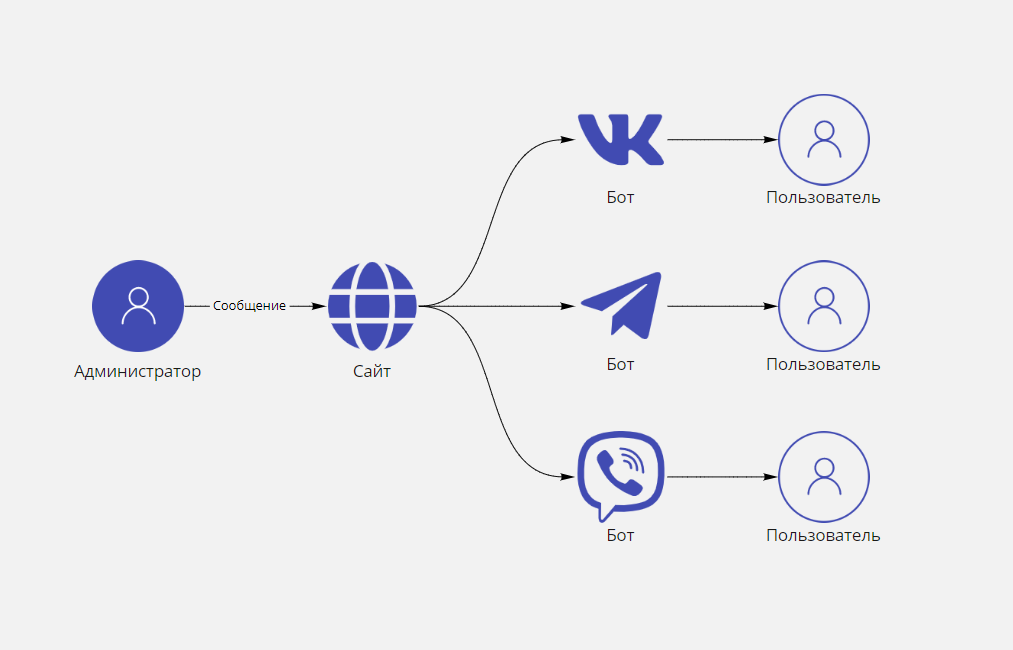 Бот
Пользователь
Сообщение
Администратор
Сайт
Бот
Пользователь
Бот
Пользователь